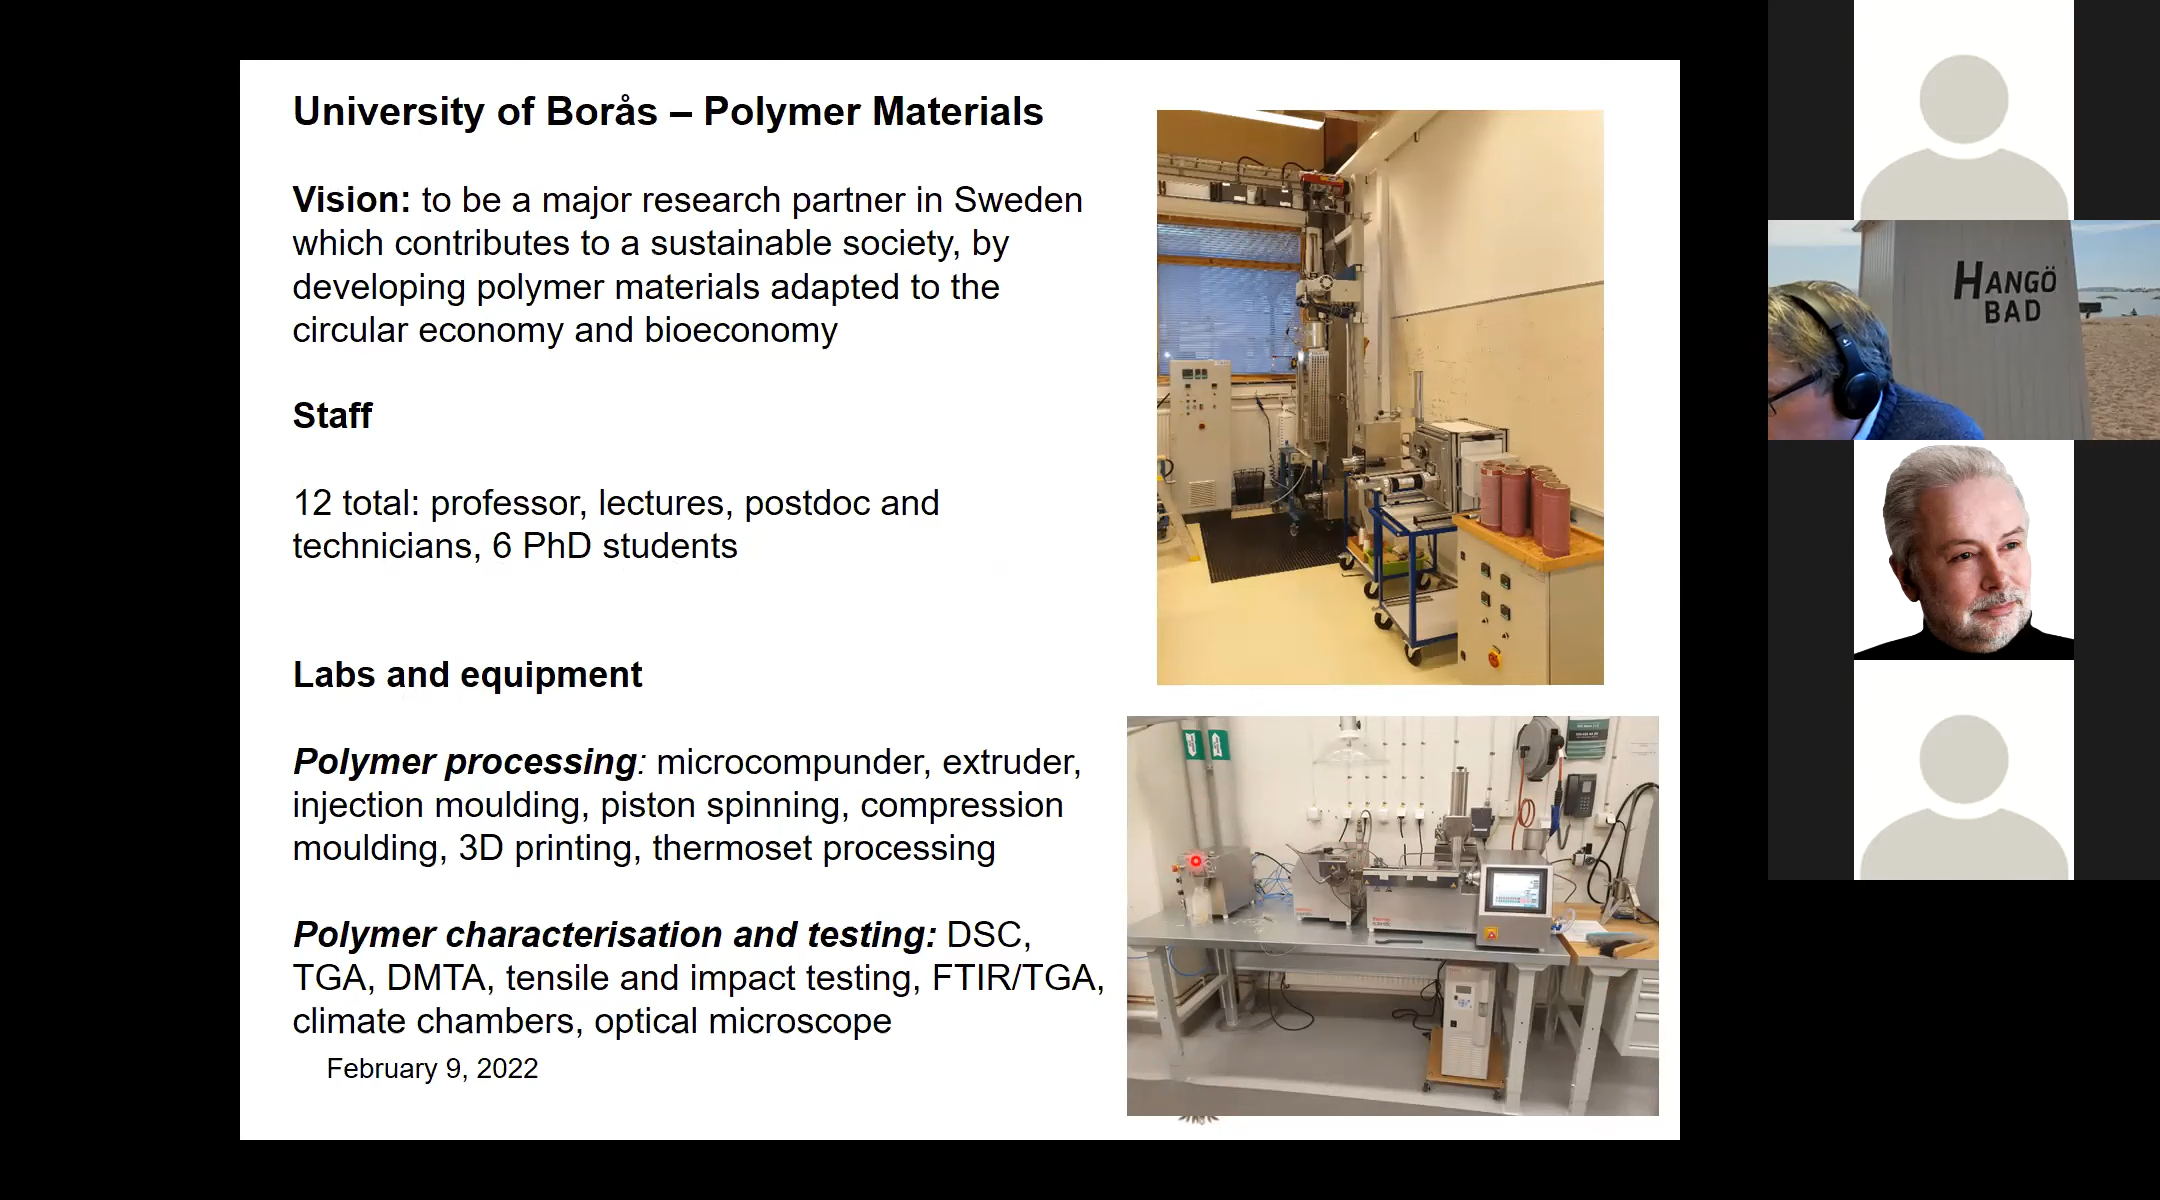 University of Borås – Polymer Materials
Vision: to be a major research partner in Sweden
which contributes to a sustainable society, by
developing polymer materials adapted to the
circular economy and bioeconomy
Staff
12 total: professor, lectures, postdoc and
technicians, 6 PhD students
Labs and equipment
Polymer processing: microcompunder, extruder,
injection moulding, piston spinning, compression
moulding, 3D printing, thermoset processing
Polymer characterisation and testing: DSC,
TGA, DMTA, tensile and impact testing, FTIR/TGA,
climate chambers, optical microscope
February 9, 2022
HANGÖ
BAD